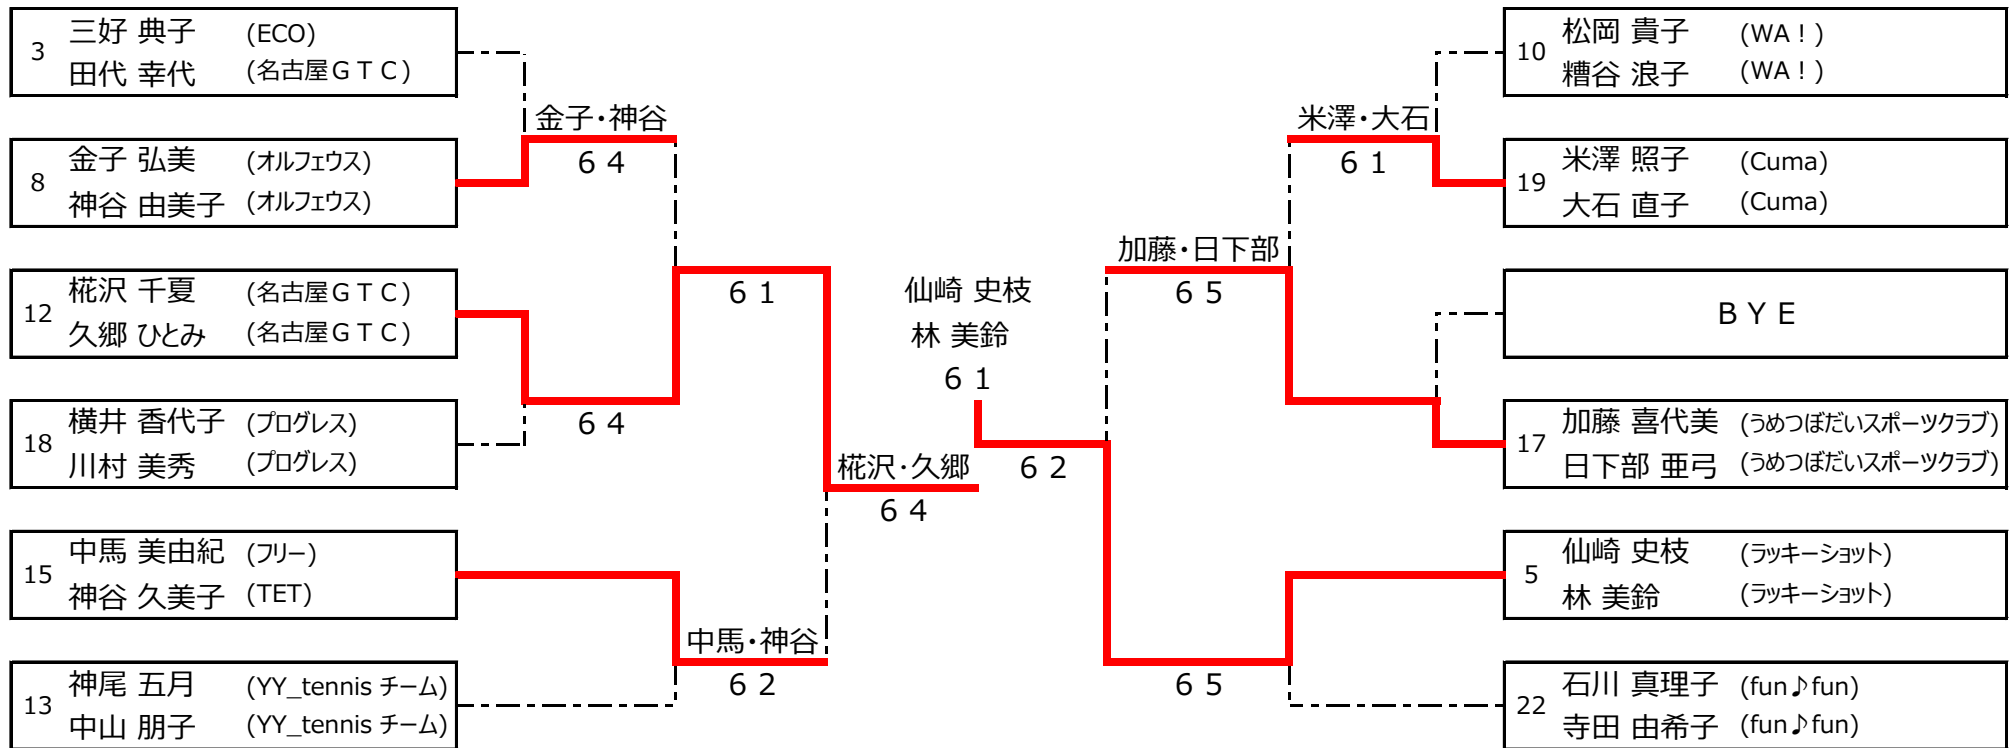 3 三好 典子 (ECO)
田代 幸代 (名古屋GTC)
8 金子 弘美 (オルフェウス)
神谷 由美子 (オルフェウス)
12 椛沢 千夏 (名古屋GTC)
久郷 ひとみ (名古屋GTC)
18 横井 香代子 (プログレス)
川村 美秀 (プログレス)
15 中馬 美由紀 (フリー)
神谷 久美子 (TET)
13 神尾 五月 (YY_tennis チーム)
中山 朋子 (YY_tennis チーム)
金子・神谷
6 4
6 4
6 1
中馬・神谷
6 2
椛沢・久郷
6 4
仙崎 史枝
林 美鈴
6 1
6 2
加藤・日下部
6 5
6 5
米澤・大石
6 1
10 松岡 貴子 (WA！)
糟谷 浪子 (WA！)
19 米澤 照子 (Cuma)
大石 直子 (Cuma)
BYE
17 加藤 喜代美 (うめつぼだいスポーツクラブ)
日下部 亜弓 (うめつぼだいスポーツクラブ)
5 仙崎 史枝 (ラッキーショット)
林 美鈴 (ラッキーショット)
22 石川 真理子 (fun♪fun)
寺田 由希子 (fun♪fun)